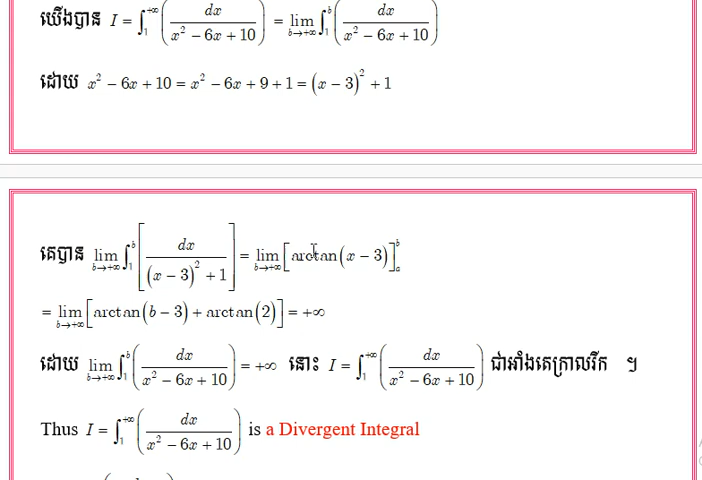 យើងបាន I = ∫₁^{+∞} (dx / (x² − 6x + 10)) = lim_{b→+∞} ∫₁^b (dx / (x² − 6x + 10))
ដោយ x² − 6x + 10 = x² − 6x + 9 + 1 = (x − 3)² + 1
គេបាន lim_{b→+∞} ∫₁^b [dx / ((x − 3)² + 1)] = lim_{b→+∞} [arctan(x − 3)]ₐ^b
= lim_{b→+∞} [arctan(b − 3) + arctan(2)] = +∞
ដោយ lim_{b→+∞} ∫₁^b (dx / (x² − 6x + 10)) = +∞ នោះ I = ∫₁^{+∞} (dx / (x² − 6x + 10)) ជាអាំងតេក្រាលរីក ។
Thus I = ∫₁^{+∞} (dx / (x² − 6x + 10)) is a Divergent Integral